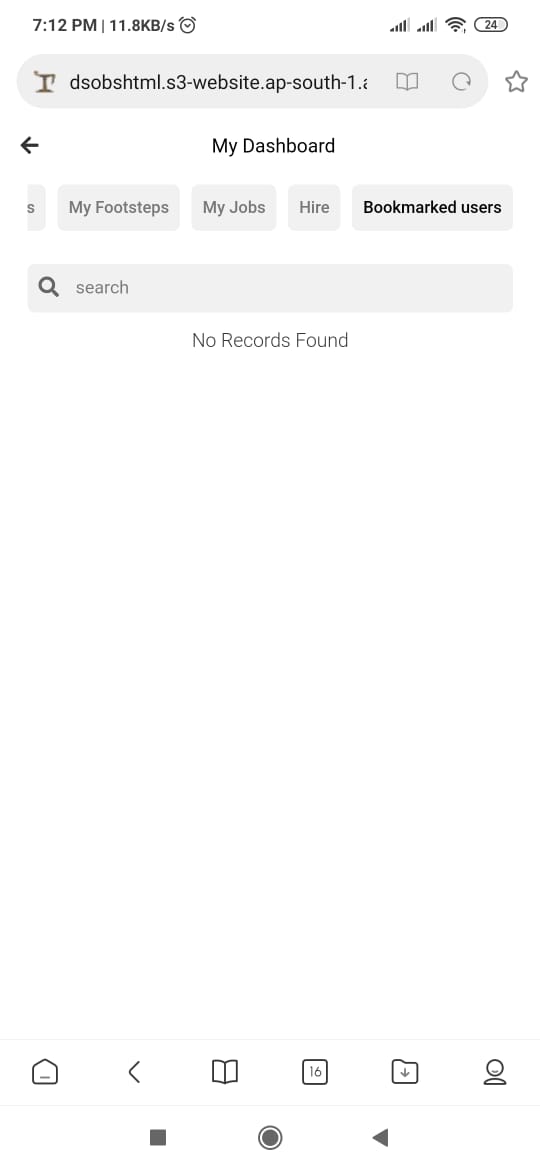 7:12 PM | 11.8KB/s
24
dsobshtml.s3-website.ap-south-1.
My Dashboard
s My Footsteps My Jobs Hire Bookmarked users
search
No Records Found
16